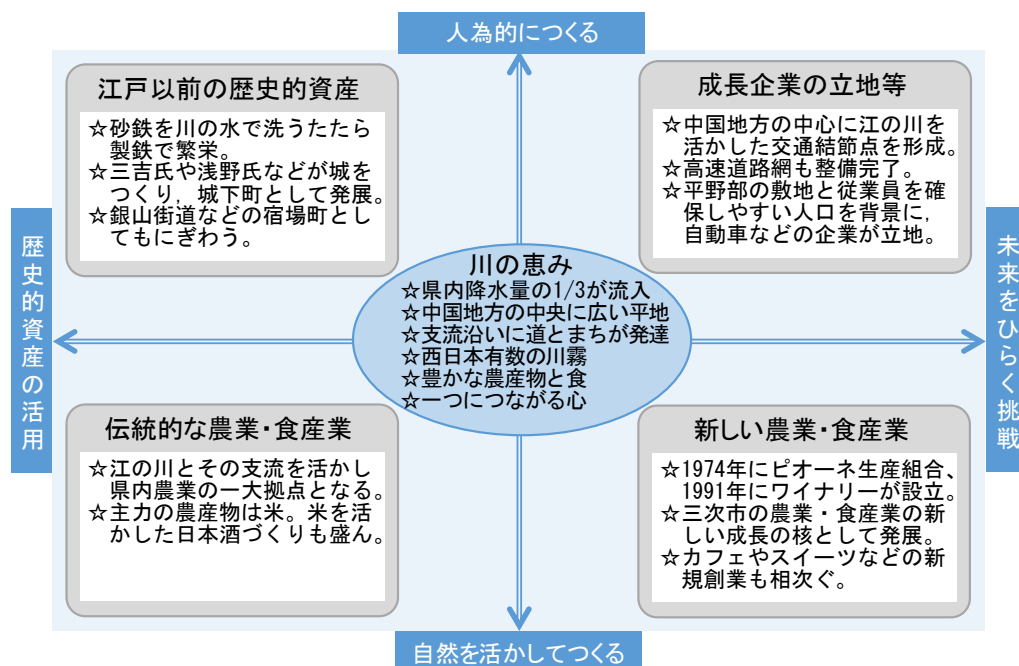 人為的につくる
江戸以前の歴史的資産
☆砂鉄を川の水で洗うたたら
製鉄で繁栄。
☆三吉氏や浅野氏などが城を
つくり，城下町として発展。
☆銀山街道などの宿場町とし
てもにぎわう。
成長企業の立地等
☆中国地方の中心に江の川を
活かした交通結節点を形成。
☆高速道路網も整備完了。
☆平野部の敷地と従業員を確
保しやすい人口を背景に，
自動車などの企業が立地。
歴史的資産の活用
川の恵み
☆県内降水量の1/3が流入
☆中国地方の中央に広い平地
☆支流沿いに道とまちが発達
☆西日本有数の川霧
☆豊かな農産物と食
☆一つにつながる心
未来をひらく挑戦
伝統的な農業・食産業
☆江の川とその支流を活かし
県内農業の一大拠点となる。
☆主力の農産物は米。米を活
かした日本酒づくりも盛ん。
新しい農業・食産業
☆1974年にピオーネ生産組合、
1991年にワイナリーが設立。
☆三次市の農業・食産業の新
しい成長の核として発展。
☆カフェやスイーツなどの新
規創業も相次ぐ。
自然を活かしてつくる